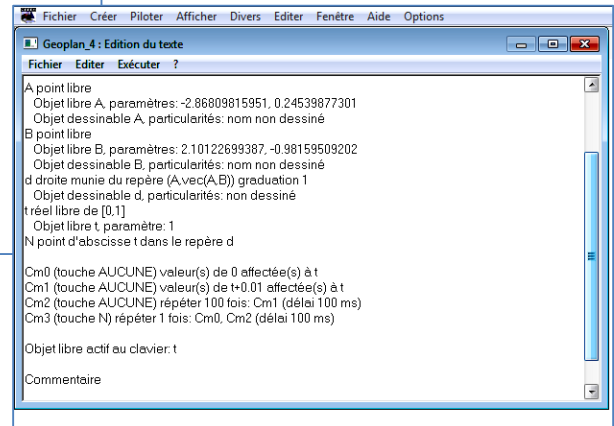 Fichier Créer Piloter Afficher Divers Editer Fenêtre Aide Options
Geoplan_4 : Edition du texte
Fichier Editer Exécuter ?
A point libre
Objet libre A, paramètres: -2.86809815951, 0.24539877301
Objet dessinable A, particularités: nom non dessiné
B point libre
Objet libre B, paramètres: 2.10122699387, -0.98159509202
Objet dessinable B, particularités: nom non dessiné
d droite munie du repère (A,vec(A,B)) graduation 1
Objet dessinable d, particularités: non dessiné
t réel libre de [0,1]
Objet libre t, paramètre: 1
N point d'abscisse t dans le repère d
Cm0 (touche AUCUNE) valeur(s) de 0 affectée(s) à t
Cm1 (touche AUCUNE) valeur(s) de t+0.01 affectée(s) à t
Cm2 (touche AUCUNE) répéter 100 fois: Cm1 (délai 100 ms)
Cm3 (touche N) répéter 1 fois: Cm0, Cm2 (délai 100 ms)
Objet libre actif au clavier: t
Commentaire